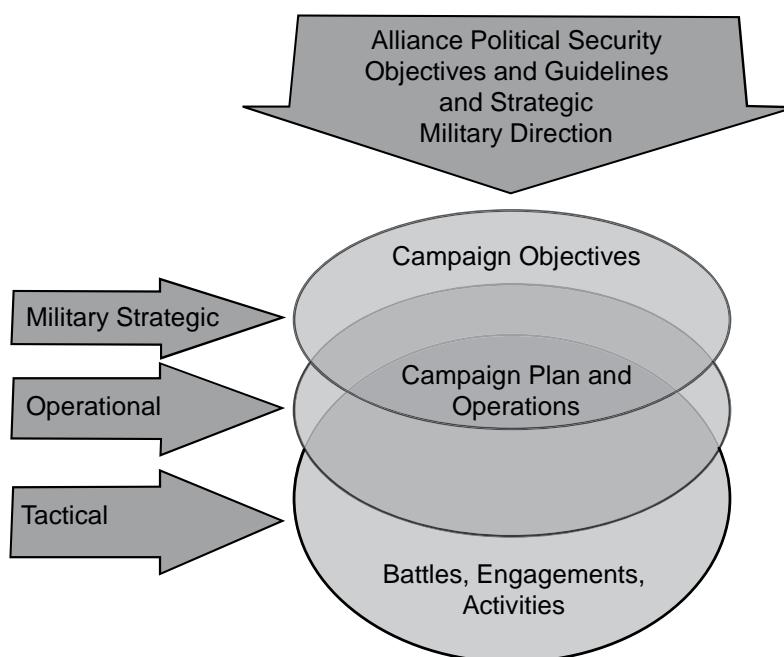 Alliance Political Security
Objectives and Guidelines
and Strategic
Military Direction
Campaign Objectives
Military Strategic
Campaign Plan and
Operations
Operational
Tactical
Battles, Engagements,
Activities